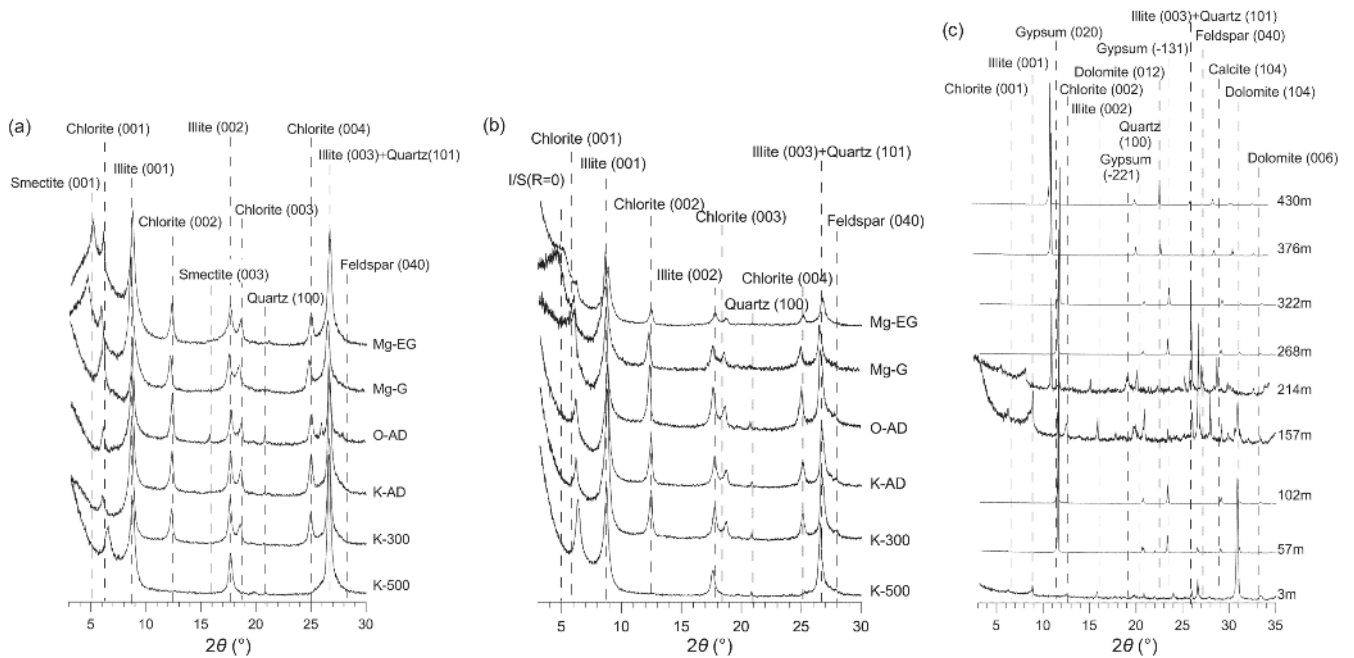 (a)
Chlorite (001)
Illite (002)
Chlorite (004)
Illite (003)+Quartz(101)
Illite (001)
Smectite (001)
Chlorite (003)
Chlorite (002)
Smectite (003)
Feldspar (040)
Quartz (100)
Mg-EG
Mg-G
O-AD
K-AD
K-300
K-500
5 10 15 20 25 30
2θ (°)
(b)
Chlorite (001)
Illite (003)+Quartz (101)
Illite (001)
I/S(R=0)
Chlorite (002)
Chlorite (003)
Feldspar (040)
Illite (002)
Chlorite (004)
Quartz (100)
Mg-EG
Mg-G
O-AD
K-AD
K-300
K-500
5 10 15 20 25 30
2θ (°)
(c)
Illite (003)+Quartz (101)
Gypsum (020)
Feldspar (040)
Gypsum (-131)
Illite (001)
Dolomite (012)
Calcite (104)
Chlorite (001)
Chlorite (002)
Dolomite (104)
Illite (002)
Quartz
(100)
Gypsum
(-221)
Dolomite (006)
430m
376m
322m
268m
214m
157m
102m
57m
3m
5 10 15 20 25 30 35
2θ (°)